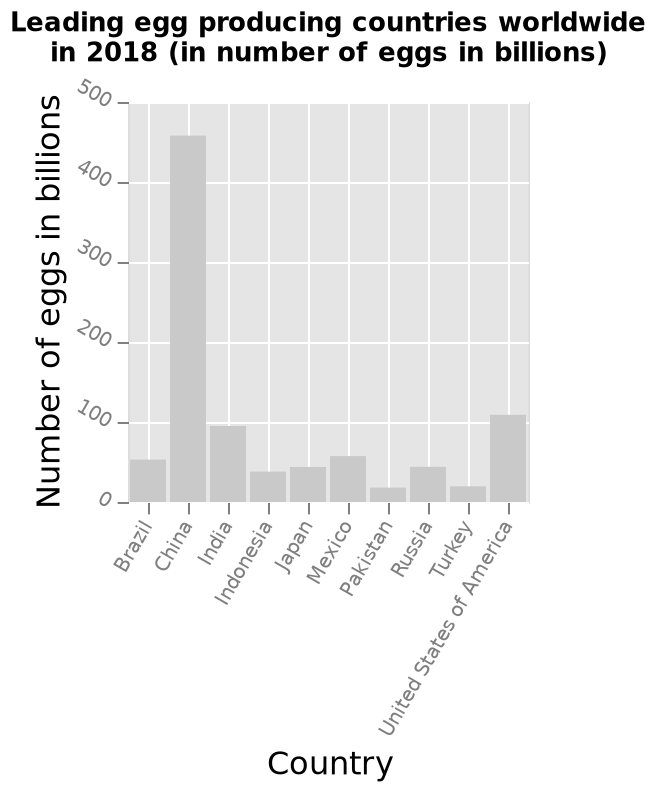 Leading egg producing countries worldwide
in 2018 (in number of eggs in billions)
Number of eggs in billions
500
400
300
200
100
0
Brazil
China
India
Indonesia
Japan
Mexico
Pakistan
Russia
Turkey
United States of America
Country